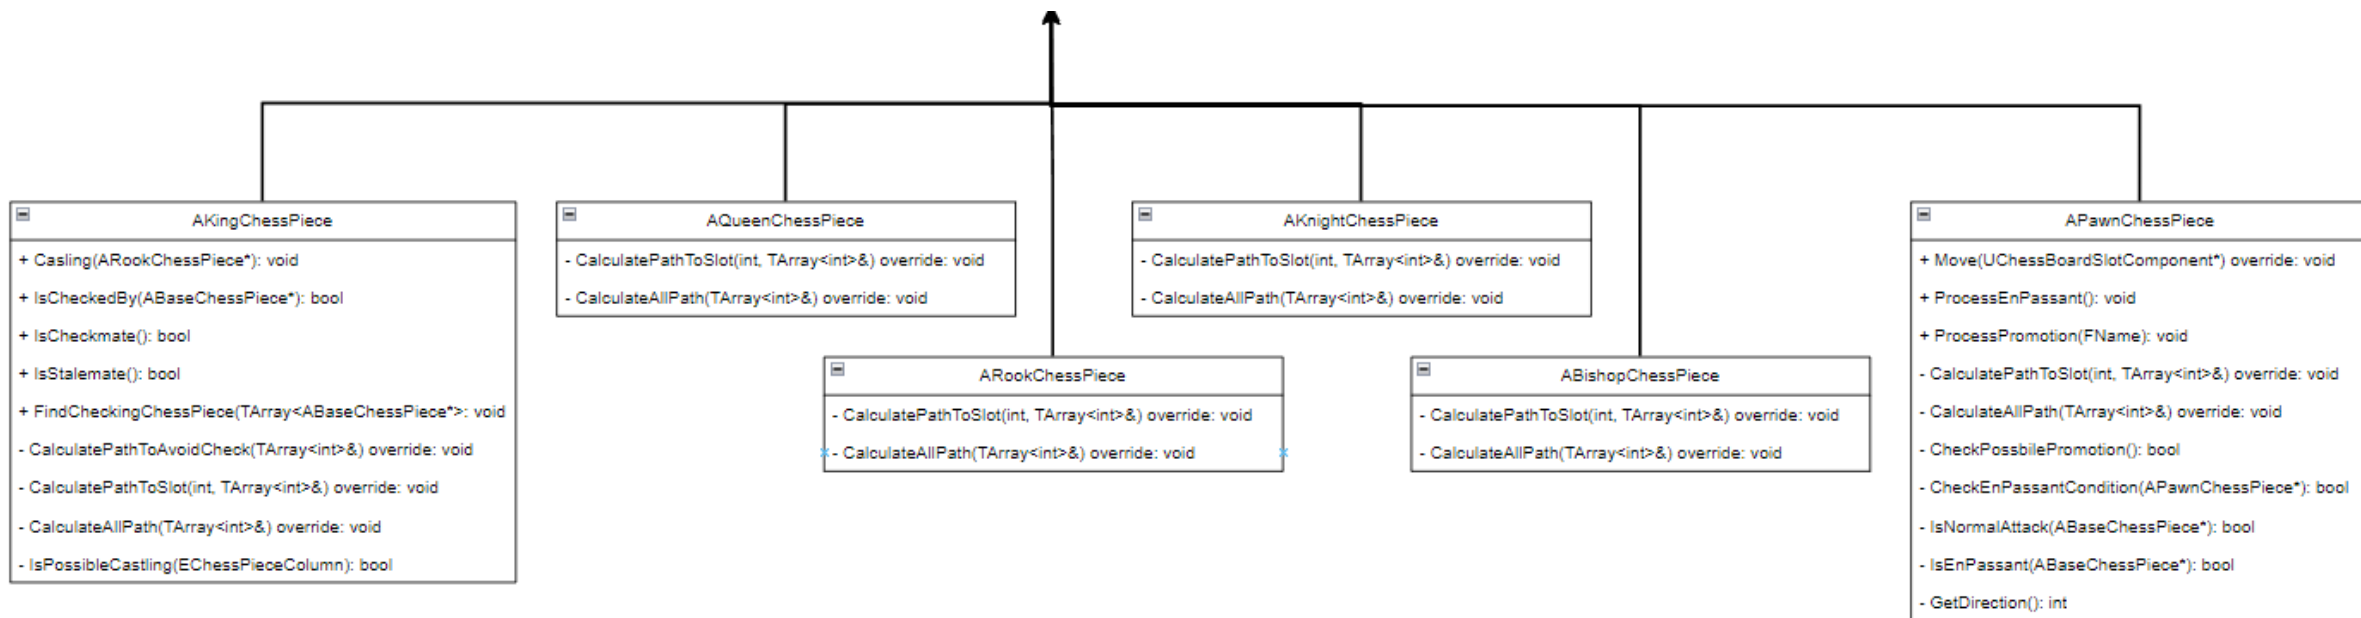 AKingChessPiece
+ Casling(ARookChessPiece*): void
+ IsCheckedBy(ABaseChessPiece*): bool
+ IsCheckmate(): bool
+ IsStalemate(): bool
+ FindCheckingChessPiece(TArray<ABaseChessPiece*>: void
- CalculatePathToAvoidCheck(TArray<int>&) override: void
- CalculatePathToSlot(int, TArray<int>&) override: void
- CalculateAllPath(TArray<int>&) override: void
- IsPossibleCastling(EChessPieceColumn): bool
AQueenChessPiece
- CalculatePathToSlot(int, TArray<int>&) override: void
- CalculateAllPath(TArray<int>&) override: void
ARookChessPiece
- CalculatePathToSlot(int, TArray<int>&) override: void
- CalculateAllPath(TArray<int>&) override: void
AKnightChessPiece
- CalculatePathToSlot(int, TArray<int>&) override: void
- CalculateAllPath(TArray<int>&) override: void
ABishopChessPiece
- CalculatePathToSlot(int, TArray<int>&) override: void
- CalculateAllPath(TArray<int>&) override: void
APawnChessPiece
+ Move(UChessBoardSlotComponent*) override: void
+ ProcessEnPassant(): void
+ ProcessPromotion(FName): void
- CalculatePathToSlot(int, TArray<int>&) override: void
- CalculateAllPath(TArray<int>&) override: void
- CheckPossbilePromotion(): bool
- CheckEnPassantCondition(APawnChessPiece*): bool
- IsNormalAttack(ABaseChessPiece*): bool
- IsEnPassant(ABaseChessPiece*): bool
- GetDirection(): int